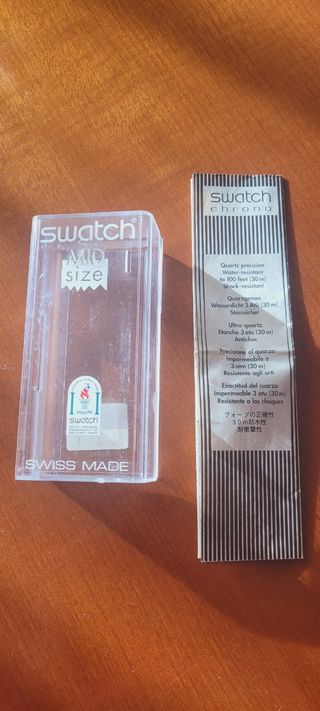 swatch
MID
size
swatch
SWISS MADE
swatch
chrono
Quartz precision
Water-resistant
to 100 feet (30 m)
Shock-resistant
Quarzgenau
Wasserdicht 3 Atü (30 m)
Stosssicher
Ultra-quartz
Etanche 3 atu (30 m)
Antichoc
Precisione al quarzo
Impermeabile a
3 atm (30 m)
Resistente agli urti
Exactitud del cuarzo
Impermeable 3 atu (30 m)
Resistente a los choques
クォーツの正確性
30m防水性
耐衝撃性